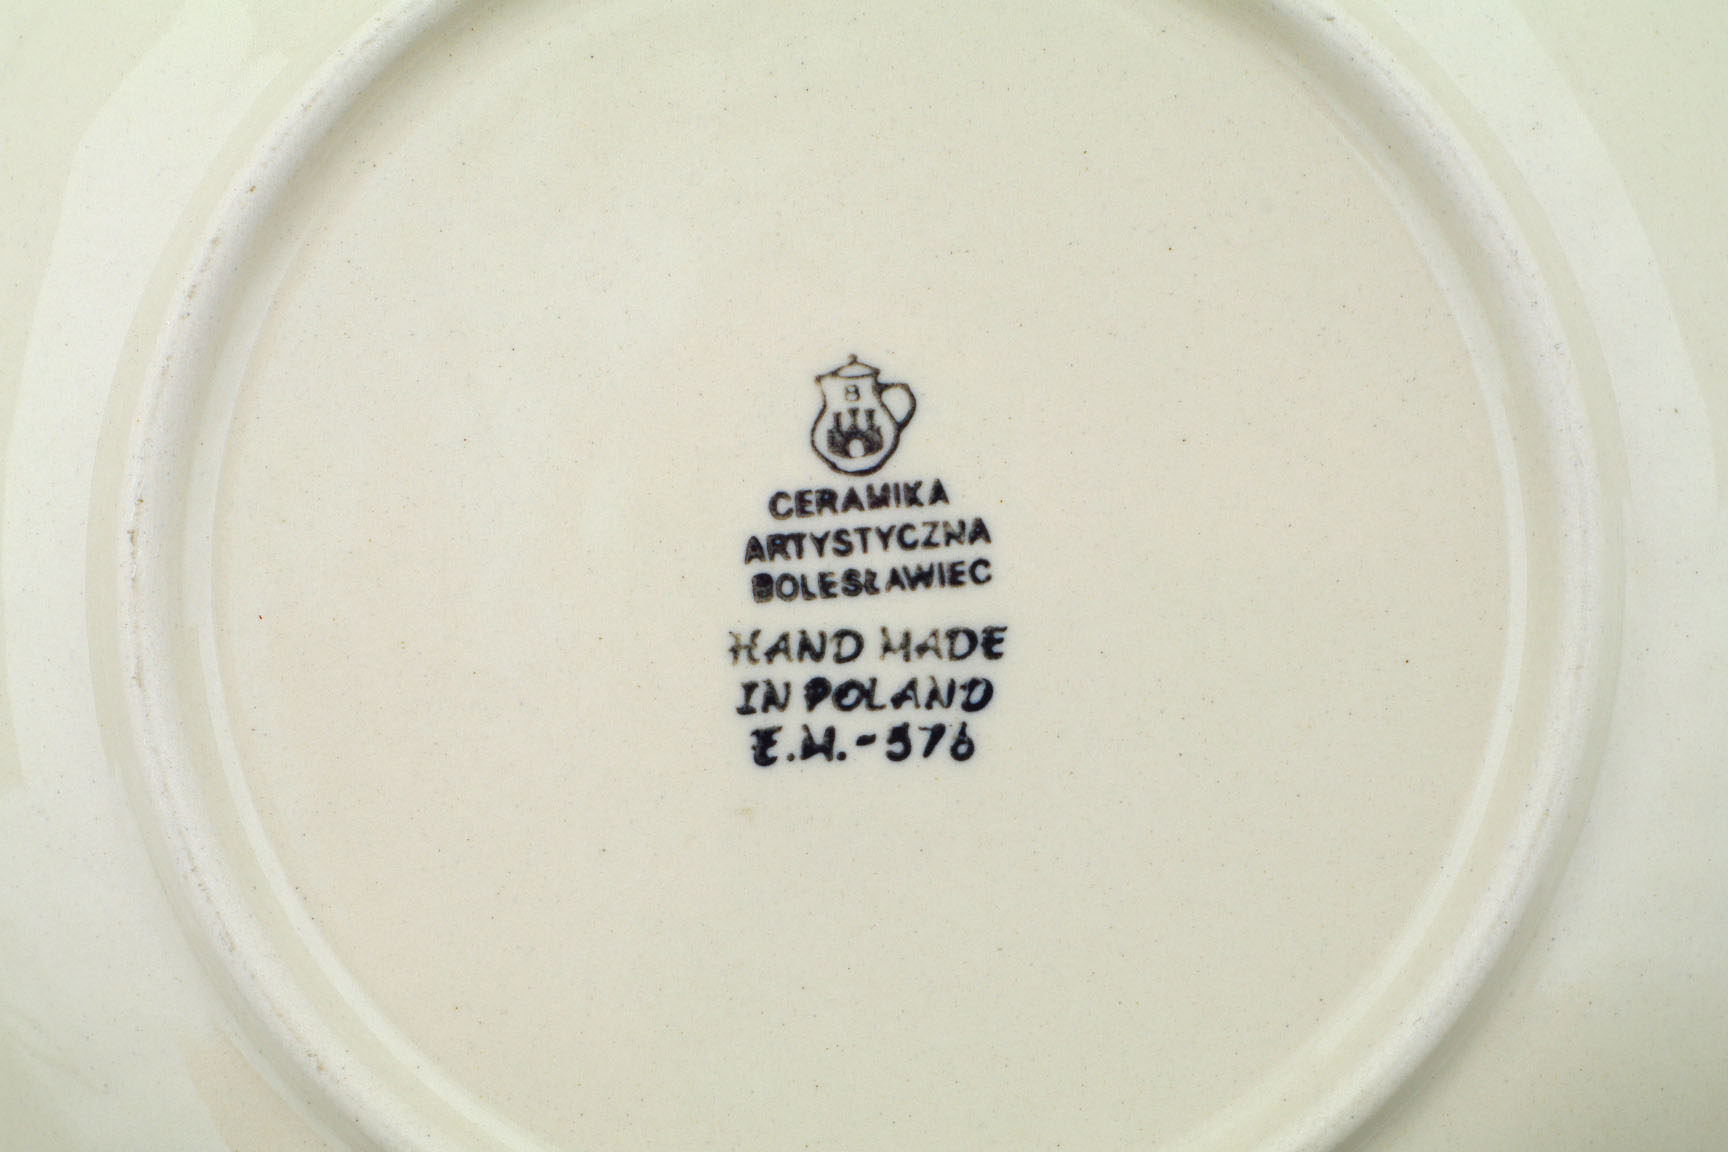 B
CERAMIKA
ARTYSTYCZNA
BOLESŁAWIEC
HAND MADE
IN POLAND
E.M.-576